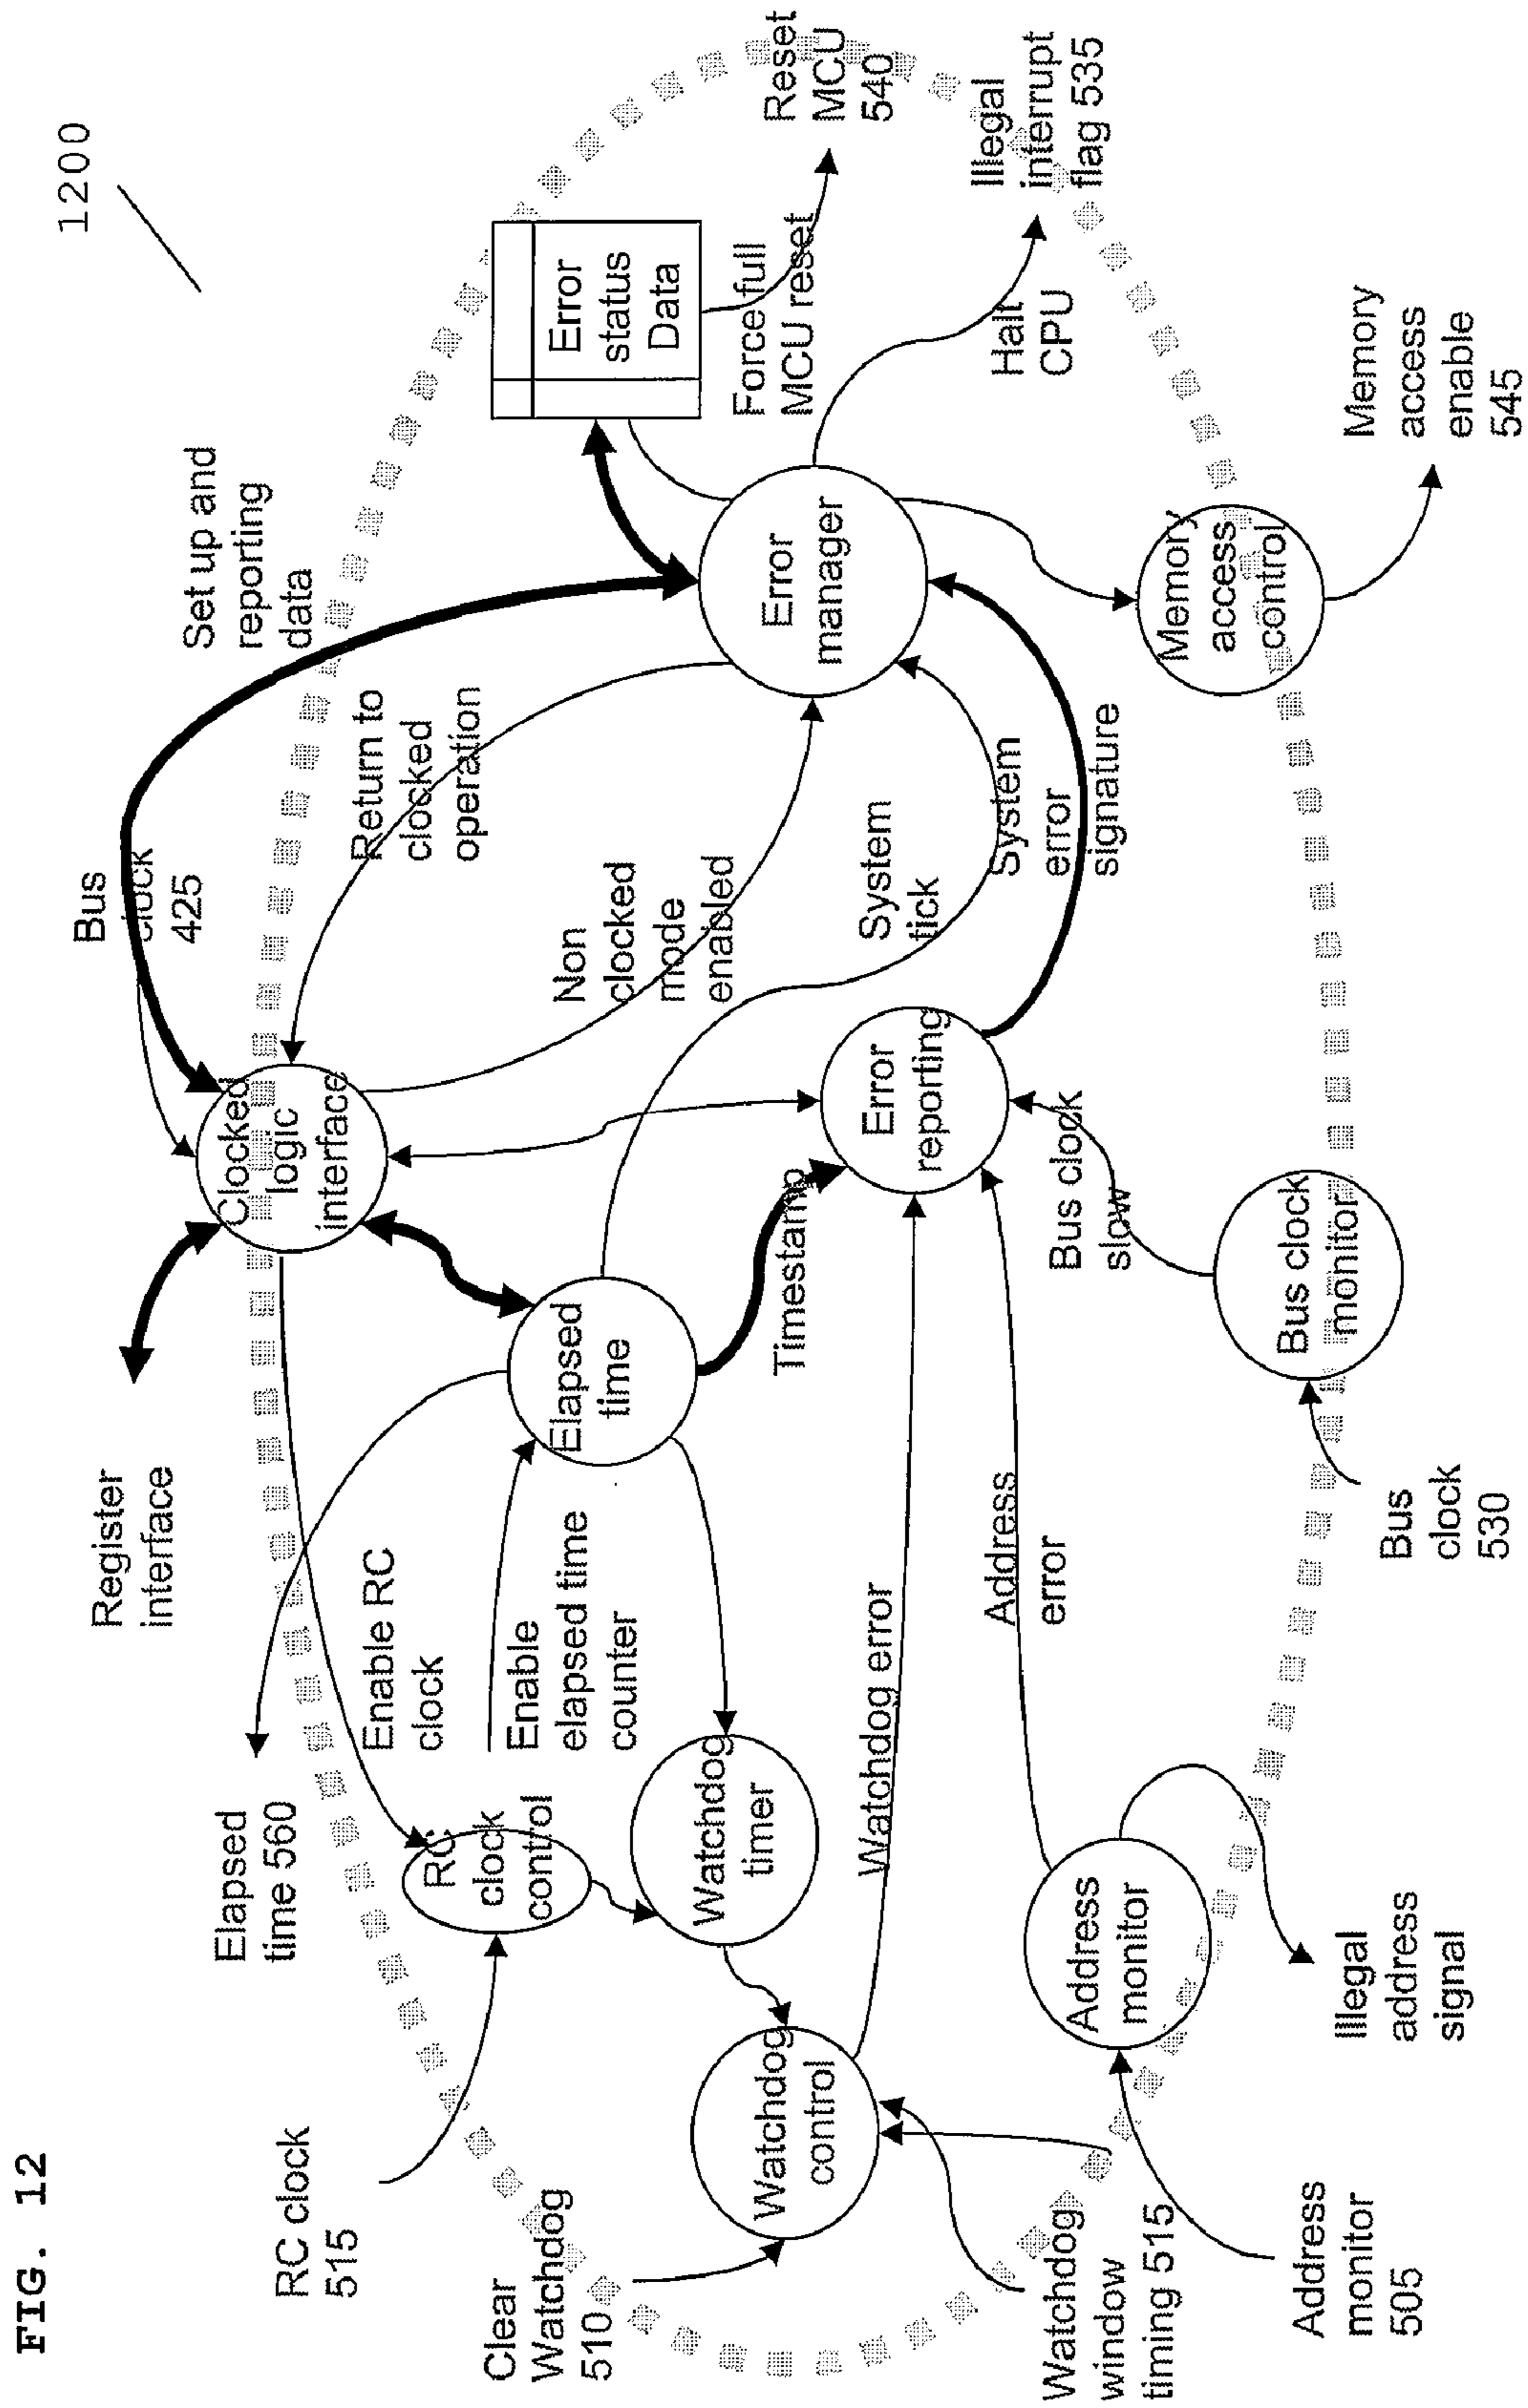 FIG. 12
1200
RC clock
515
Elapsed
time 560
Register
interface
Bus
clock
425
Set up and
reporting
data
Clocked
logic
interface
Return to
clocked
operation
Error
status
Data
Reset
MCU
540
Force full
MCU reset
Illegal
interrupt
flag 535
Halt
CPU
Error
manager
Non
clocked
mode
enabled
System
tick
System
error
signature
Enable RC
clock
RC
clock
control
Enable
elapsed time
counter
Elapsed
time
Timestamp
Error
reporting
Clear
Watchdog
510
Watchdog
control
Watchdog
timer
Watchdog error
Address
error
Bus clock
slow
Memory
access
control
Memory
access
enable
545
Watchdog
window
timing 515
Address
monitor
Bus clock
monitor
Address
monitor
505
Illegal
address
signal
Bus
clock
530